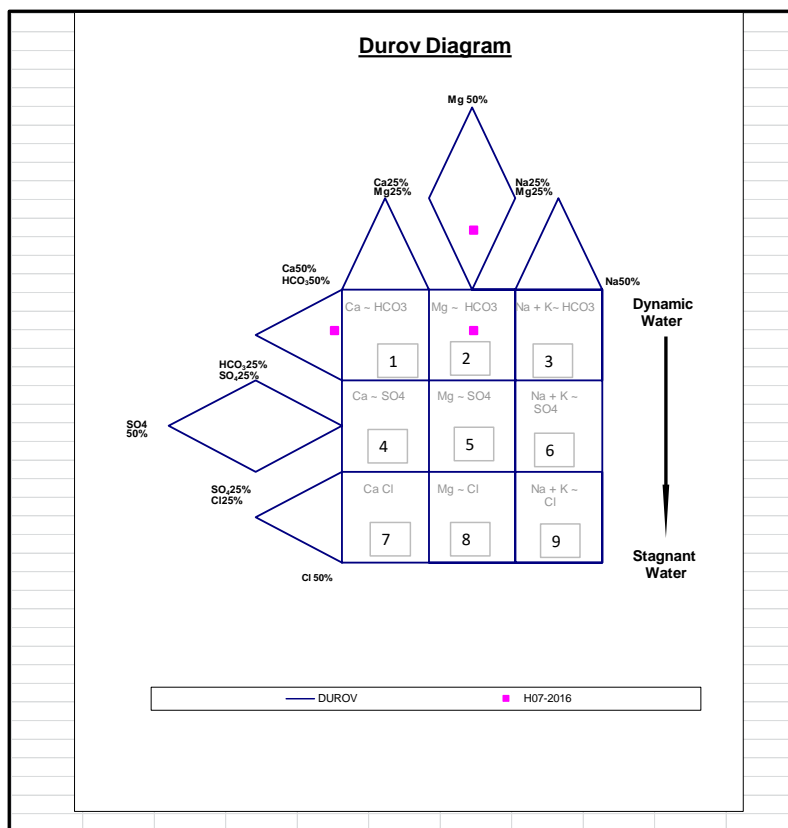 Durov Diagram
Mg 50%
Ca25%
Mg25%
Na25%
Mg25%
Ca50%
HCO₃50%
Na50%
Dynamic
Water
Ca ~ HCO3
Mg ~ HCO3
Na + K~ HCO3
1
2
3
HCO₃25%
SO₄25%
Ca ~ SO4
Mg ~ SO4
Na + K ~
SO4
SO4
50%
4
5
6
SO₄25%
Cl25%
Ca Cl
Mg ~ Cl
Na + K ~
Cl
7
8
9
Stagnant
Water
Cl 50%
DUROV
H07-2016